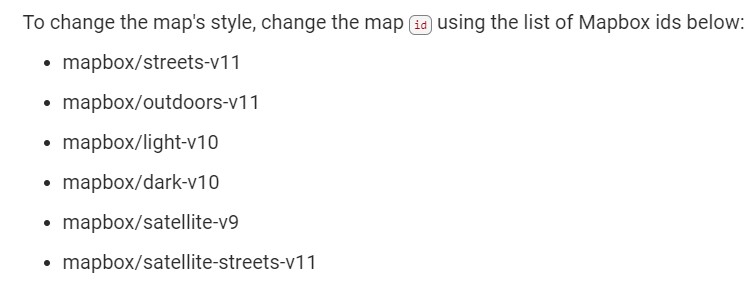 To change the map's style, change the map id using the list of Mapbox ids below:
• mapbox/streets-v11
• mapbox/outdoors-v11
• mapbox/light-v10
• mapbox/dark-v10
• mapbox/satellite-v9
• mapbox/satellite-streets-v11